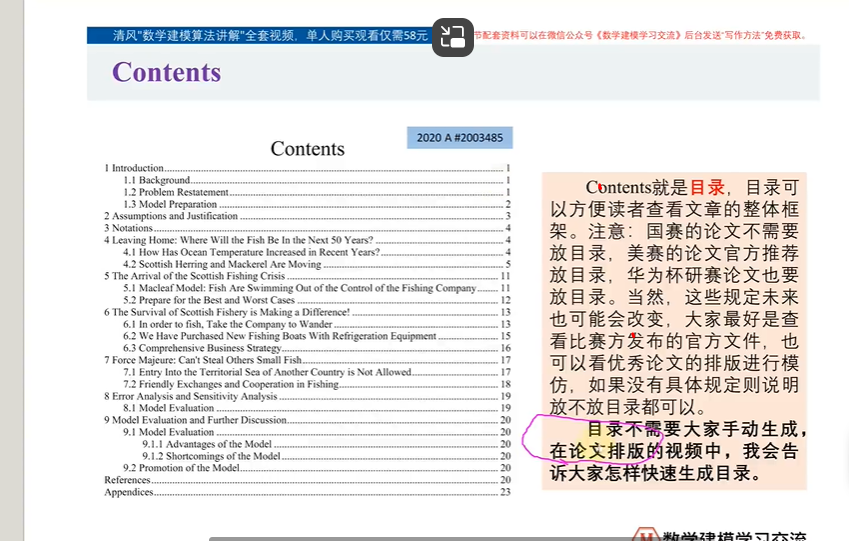 清风"数学建模算法讲解"全套视频，单人购买观看仅需58元
节配套资料可以在微信公众号《数学建模学习交流》后台发送"写作方法"免费获取。
Contents
2020 A #2003485
Contents
1 Introduction 1
1.1 Background 1
1.2 Problem Restatement 1
1.3 Model Preparation 2
2 Assumptions and Justification 3
3 Notations 4
4 Leaving Home: Where Will the Fish Be In the Next 50 Years? 4
4.1 How Has Ocean Temperature Increased in Recent Years? 4
4.2 Scottish Herring and Mackerel Are Moving 5
5 The Arrival of the Scottish Fishing Crisis 11
5.1 Macleaf Model: Fish Are Swimming Out of the Control of the Fishing Company 11
5.2 Prepare for the Best and Worst Cases 12
6 The Survival of Scottish Fishery is Making a Difference! 13
6.1 In order to fish, Take the Company to Wander 13
6.2 We Have Purchased New Fishing Boats With Refrigeration Equipment 15
6.3 Comprehensive Business Strategy 16
7 Force Majeure: Can't Steal Others Small Fish 17
7.1 Entry Into the Territorial Sea of Another Country is Not Allowed 17
7.2 Friendly Exchanges and Cooperation in Fishing 18
8 Error Analysis and Sensitivity Analysis 19
8.1 Model Evaluation 19
9 Model Evaluation and Further Discussion 20
9.1 Model Evaluation 20
9.1.1 Advantages of the Model 20
9.1.2 Shortcomings of the Model 20
9.2 Promotion of the Model 20
References 20
Appendices 23
Contents就是目录，目录可
以方便读者查看文章的整体框
架。注意：国赛的论文不需要
放目录，美赛的论文官方推荐
放目录，华为杯研赛论文也要
放目录。当然，这些规定未来
也可能会改变，大家最好是查
看比赛方发布的官方文件，也
可以看优秀论文的排版进行模
仿，如果没有具体规定则说明
放不放目录都可以。
目录不需要大家手动生成，
在论文排版的视频中，我会告
诉大家怎样快速生成目录。
M 数学建模学习交流